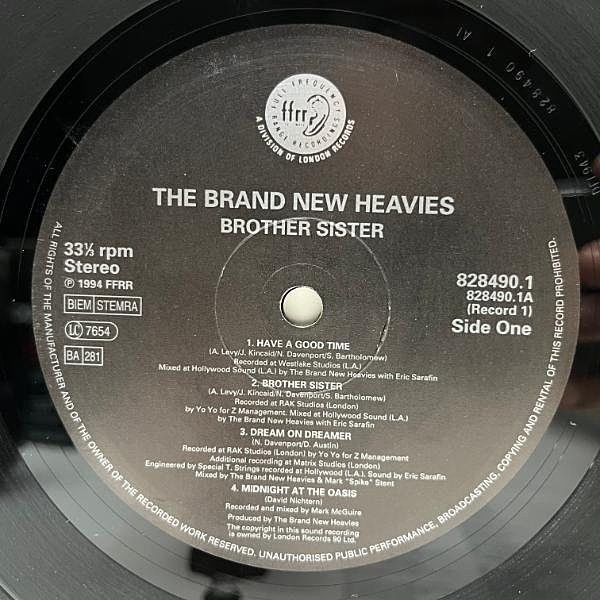 FULL FREQUENCY
ffrr
RANGE RECORDINGS
A DIVISION OF LONDON RECORDS
THE BRAND NEW HEAVIES
BROTHER SISTER
33⅓ rpm
Stereo
℗ 1994 FFRR
BIEM STEMRA
LC 7654
BA 281
828490.1
828490.1A
(Record 1)
Side One
1. HAVE A GOOD TIME
(A. Levy/J. Kincaid/N. Davenport/S. Bartholomew)
Recorded at Westlake Studios (L.A.)
Mixed at Hollywood Sound (L.A.) by The Brand New Heavies with Eric Sarafin
2. BROTHER SISTER
(A. Levy/J. Kincaid/N. Davenport/S. Bartholomew)
Recorded at RAK Studios (London)
by Yo Yo for Z Management. Mixed at Hollywood Sound (L.A.)
by The Brand New Heavies with Eric Sarafin
3. DREAM ON DREAMER
(N. Davenport/D. Austin)
Recorded at RAK Studios (London) by Yo Yo for Z Management
Additional recording at Matrix Studios (London)
Engineered by Special T. Strings recorded at Hollywood (L.A.) Sound by Eric Sarafin
Mixed by The Brand New Heavies & Mark "Spike" Stent
4. MIDNIGHT AT THE OASIS
(David Nichtern)
Recorded and mixed by Mark McGuire
Produced by The Brand New Heavies
The copyright in this sound recording
is owned by London Records 90 Ltd.
ALL RIGHTS OF THE MANUFACTURER AND OF THE OWNER OF THE RECORDED WORK RESERVED. UNAUTHORISED PUBLIC PERFORMANCE, BROADCASTING, COPYING AND RENTAL OF THIS RECORD PROHIBITED.
828490 1 A1